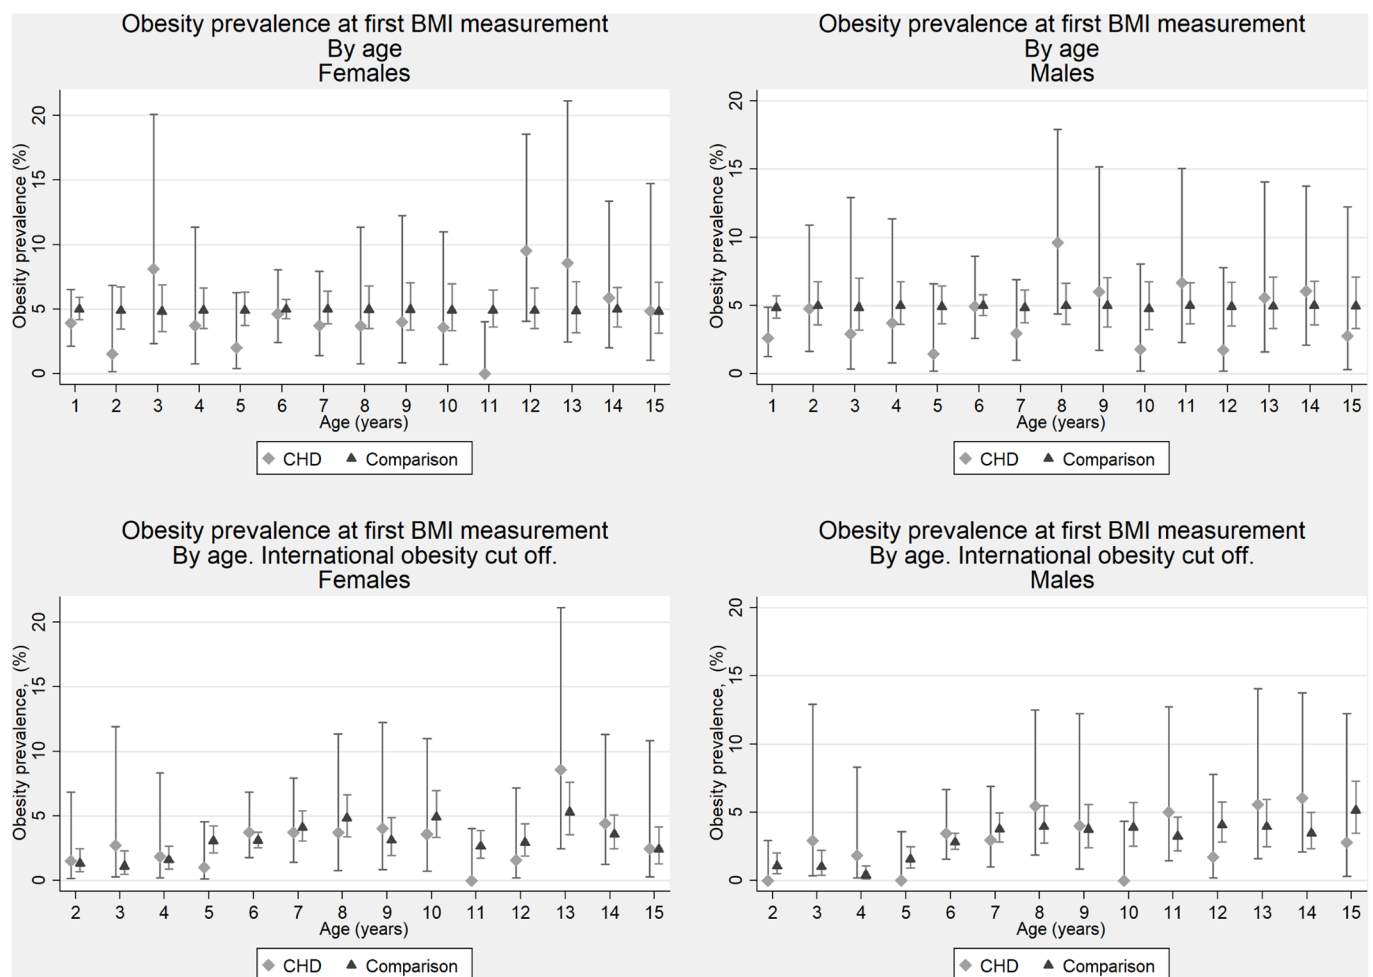 Obesity prevalence at first BMI measurement
By age
Females
Obesity prevalence (%)
20
15
10
5
0
1 2 3 4 5 6 7 8 9 10 11 12 13 14 15
Age (years)
CHD Comparison
Obesity prevalence at first BMI measurement
By age
Males
Obesity prevalence (%)
20
15
10
5
0
1 2 3 4 5 6 7 8 9 10 11 12 13 14 15
Age (years)
CHD Comparison
Obesity prevalence at first BMI measurement
By age. International obesity cut off.
Females
Obesity prevalence, (%)
20
15
10
5
0
2 3 4 5 6 7 8 9 10 11 12 13 14 15
Age (years)
CHD Comparison
Obesity prevalence at first BMI measurement
By age. International obesity cut off.
Males
Obesity prevalence, (%)
20
15
10
5
0
2 3 4 5 6 7 8 9 10 11 12 13 14 15
Age (years)
CHD Comparison